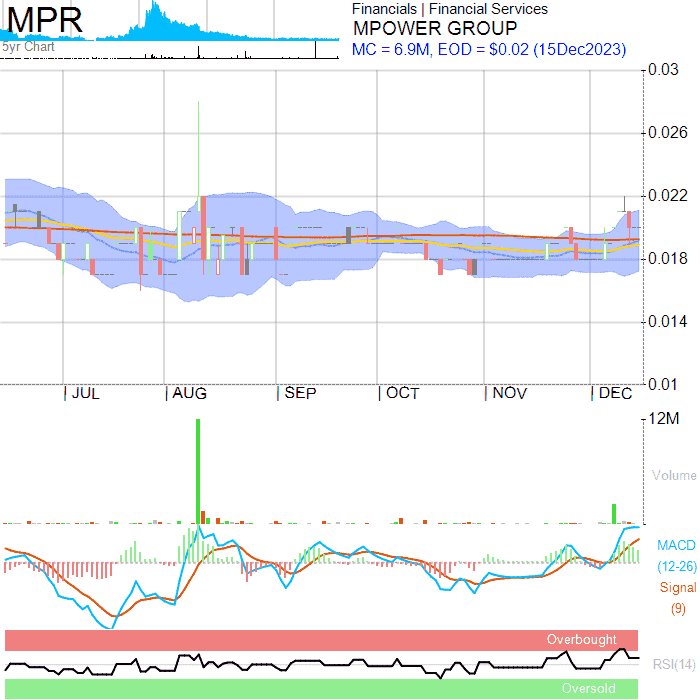 MPR
5yr Chart
Financials | Financial Services
MPOWER GROUP
MC = 6.9M, EOD = $0.02 (15Dec2023)
0.03
0.026
0.022
0.018
0.014
0.01
JUL
AUG
SEP
OCT
NOV
DEC
12M
Volume
MACD
(12-26)
Signal
(9)
Overbought
RSI(14)
Oversold